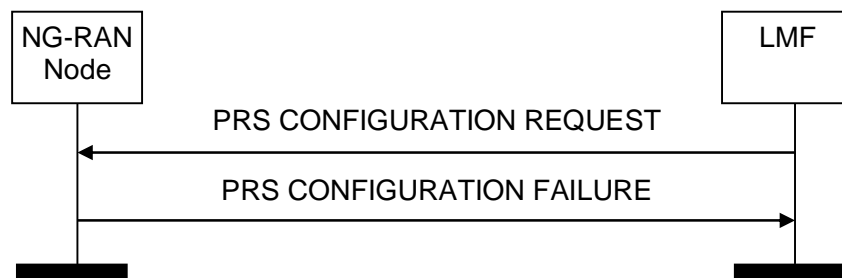 NG-RAN
Node
LMF
PRS CONFIGURATION REQUEST
PRS CONFIGURATION FAILURE